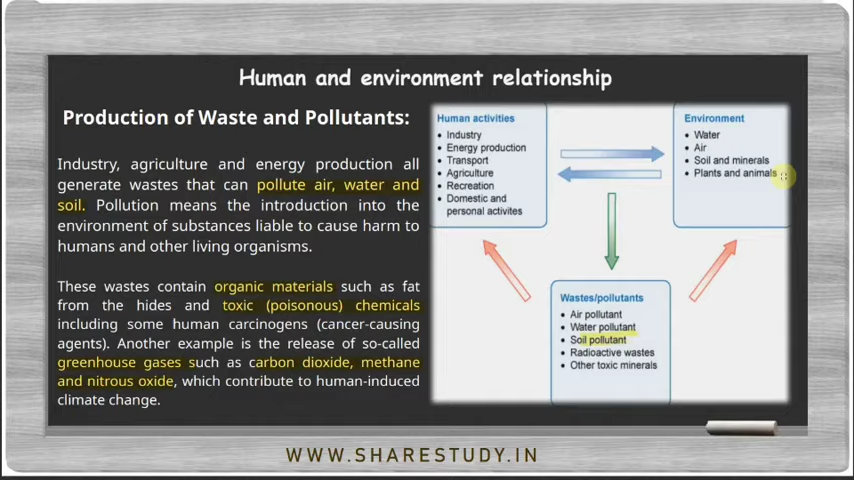 Human and environment relationship
Production of Waste and Pollutants:
Industry, agriculture and energy production all
generate wastes that can pollute air, water and
soil. Pollution means the introduction into the
environment of substances liable to cause harm to
humans and other living organisms.
These wastes contain organic materials such as fat
from the hides and toxic (poisonous) chemicals
including some human carcinogens (cancer-causing
agents). Another example is the release of so-called
greenhouse gases such as carbon dioxide, methane
and nitrous oxide, which contribute to human-induced
climate change.
Human activities
• Industry
• Energy production
• Transport
• Agriculture
• Recreation
• Domestic and
personal activites
Environment
• Water
• Air
• Soil and minerals
• Plants and animals
Wastes/pollutants
• Air pollutant
• Water pollutant
• Soil pollutant
• Radioactive wastes
• Other toxic minerals
WWW.SHARESTUDY.IN